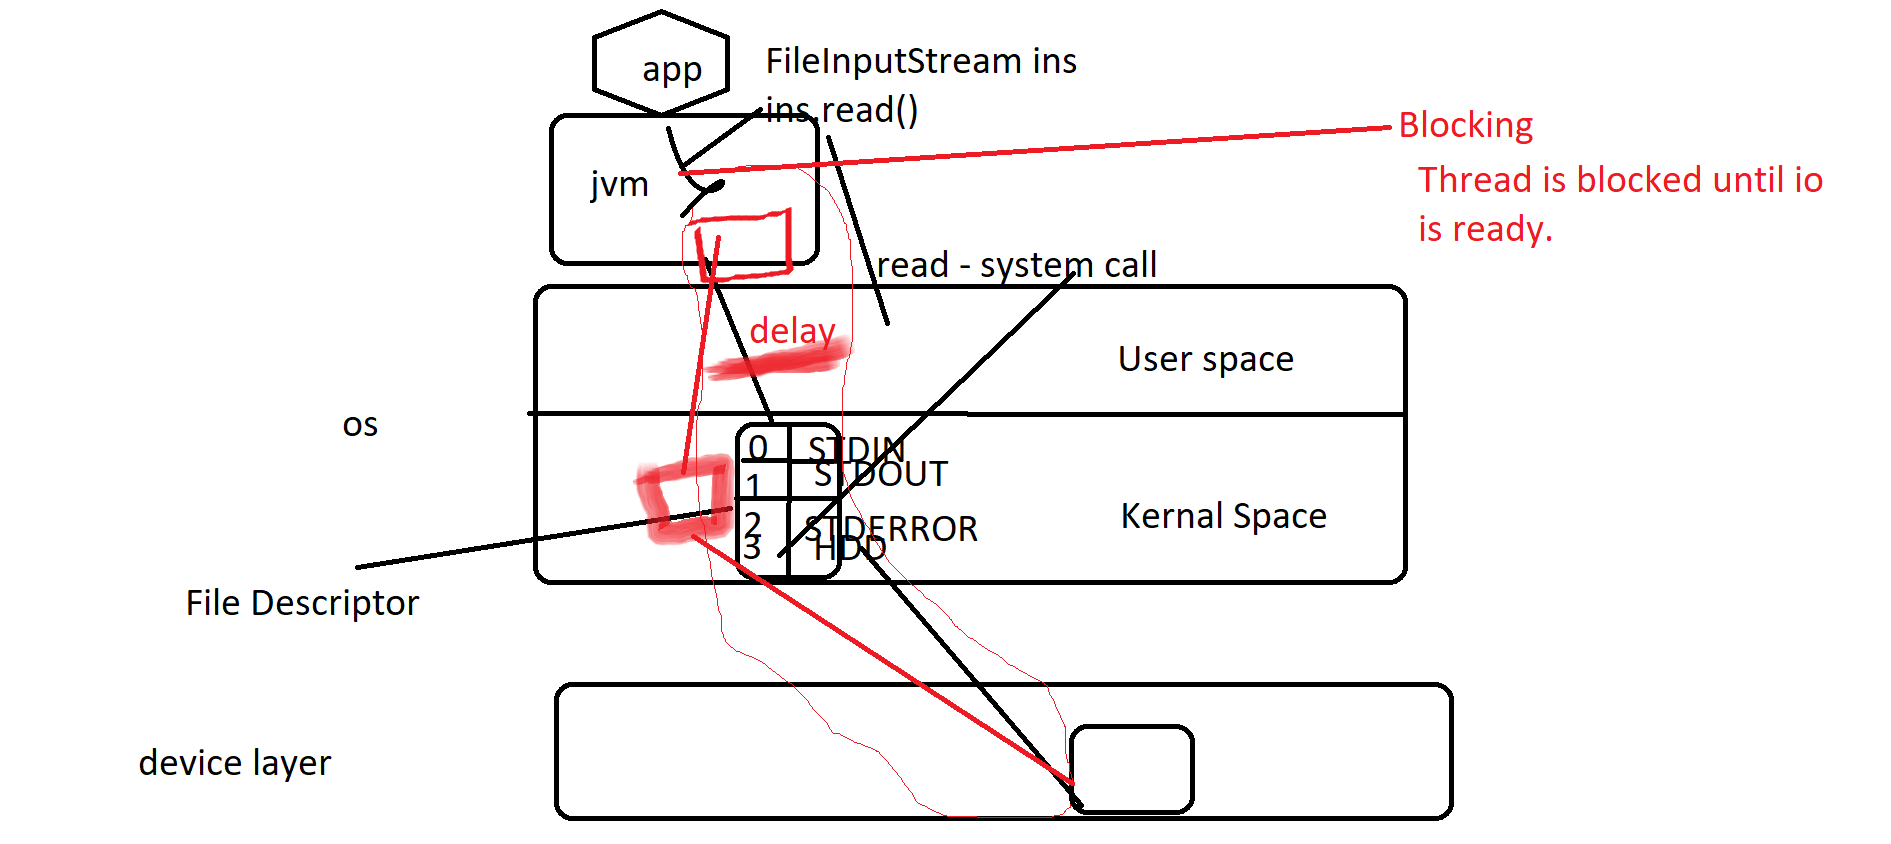 app
FileInputStream ins
ins.read()
Blocking
Thread is blocked until io
is ready.
jvm
read - system call
delay
User space
os
0 STDIN
1 STDOUT
2 STDERROR
3 HDD
Kernal Space
File Descriptor
device layer